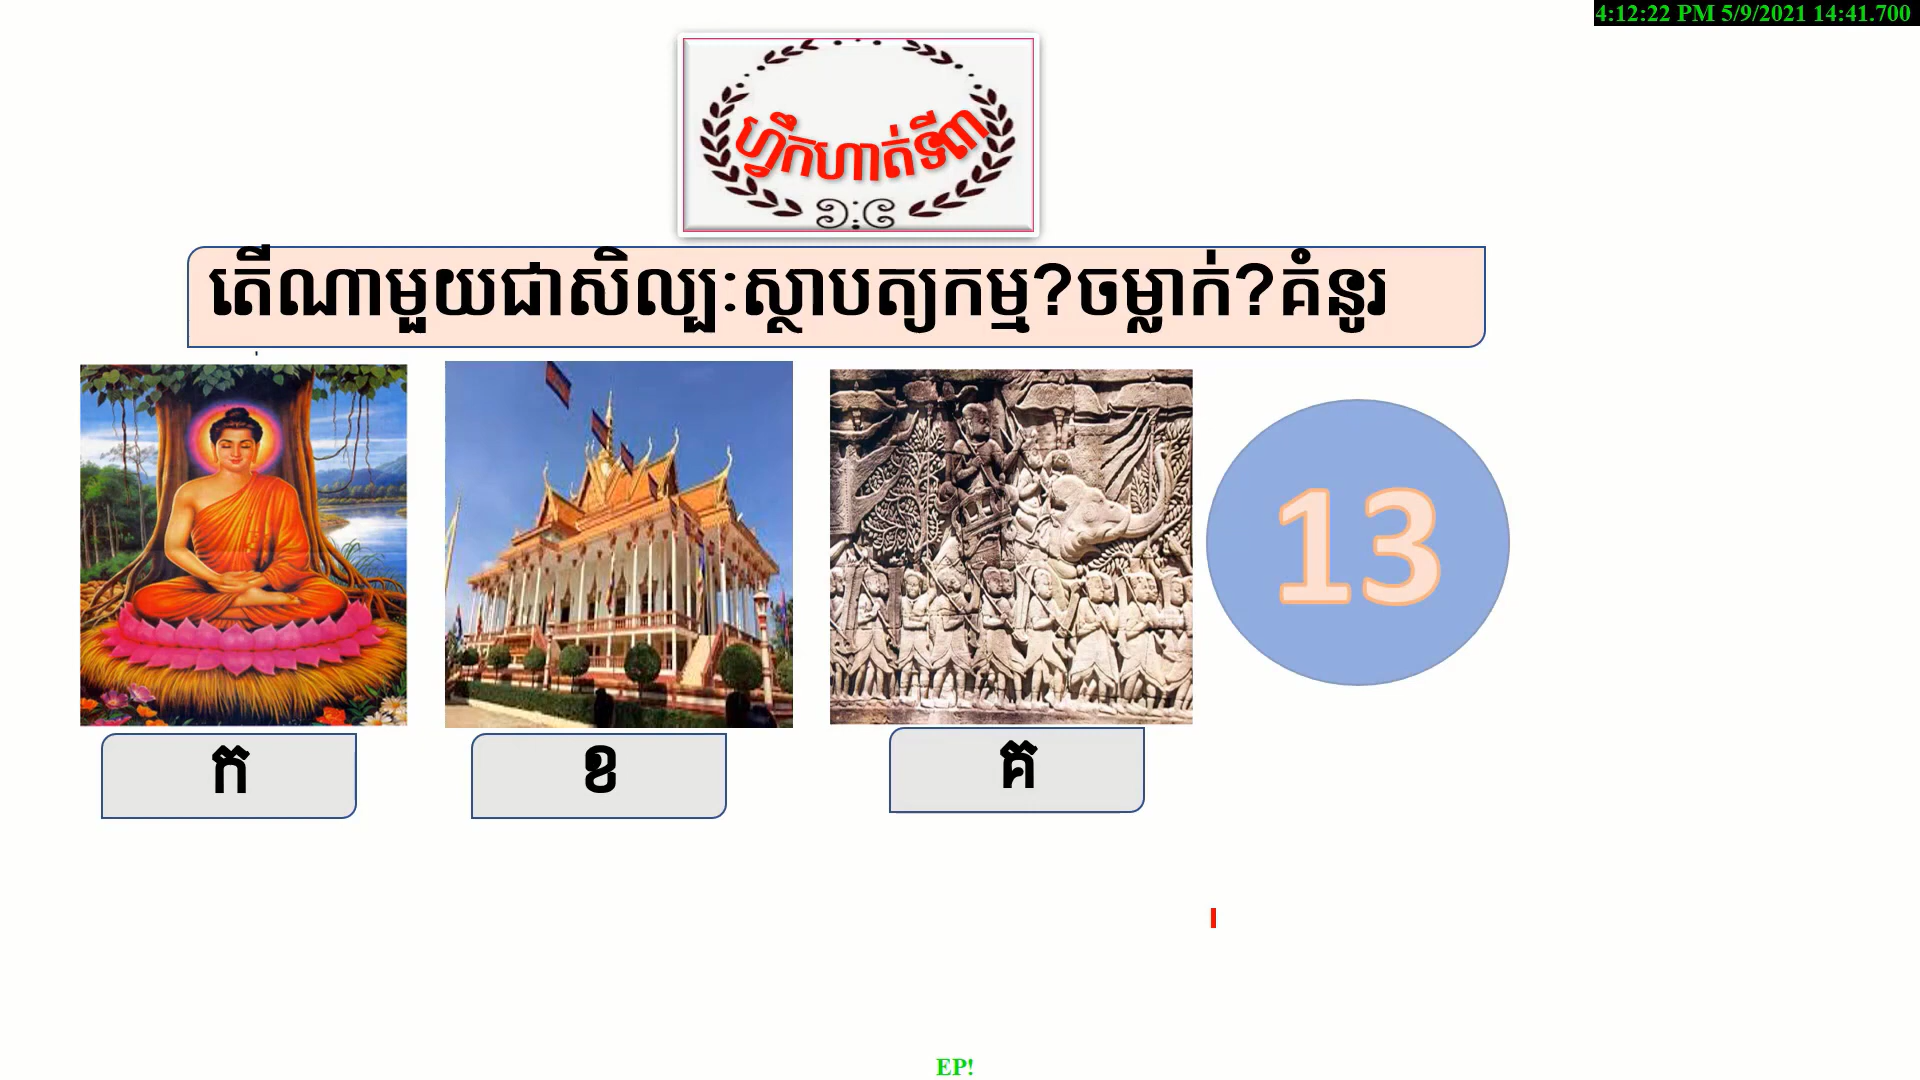 4:12:22 PM 5/9/2021 14:41.700
ហ្វឹកហាត់ទី៣
តើណាមួយជាសិល្បៈស្ថាបត្យកម្ម?ចម្លាក់?គំនូរ
13
ក
ខ
គ
EP!